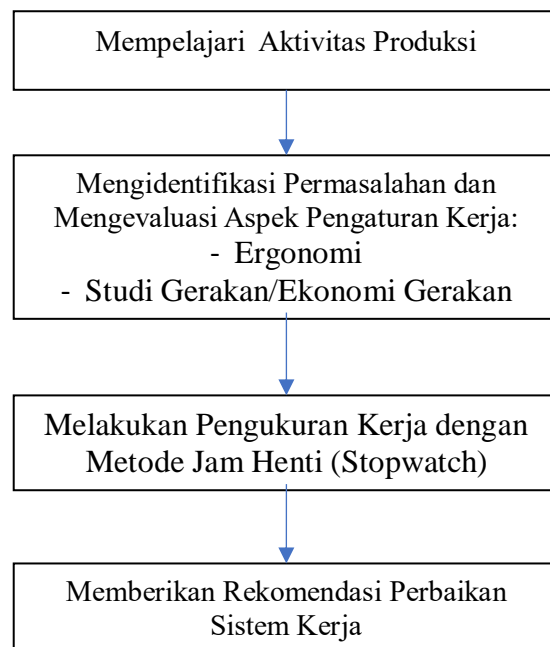 Mempelajari Aktivitas Produksi
Mengidentifikasi Permasalahan dan
Mengevaluasi Aspek Pengaturan Kerja:
- Ergonomi
- Studi Gerakan/Ekonomi Gerakan
Melakukan Pengukuran Kerja dengan
Metode Jam Henti (Stopwatch)
Memberikan Rekomendasi Perbaikan
Sistem Kerja